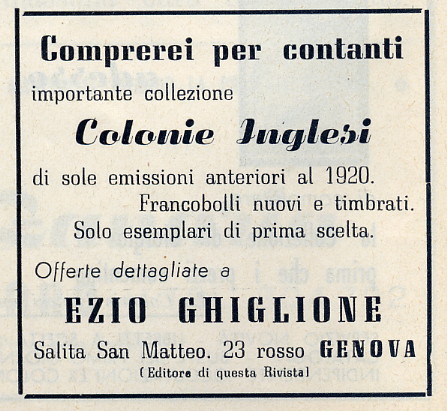 Comprerei per contanti
importante collezione
Colonie Inglesi
di sole emissioni anteriori al 1920.
Francobolli nuovi e timbrati.
Solo esemplari di prima scelta.
Offerte dettagliate a
EZIO GHIGLIONE
Salita San Matteo. 23 rosso GENOVA
(Editore di questa Rivista)